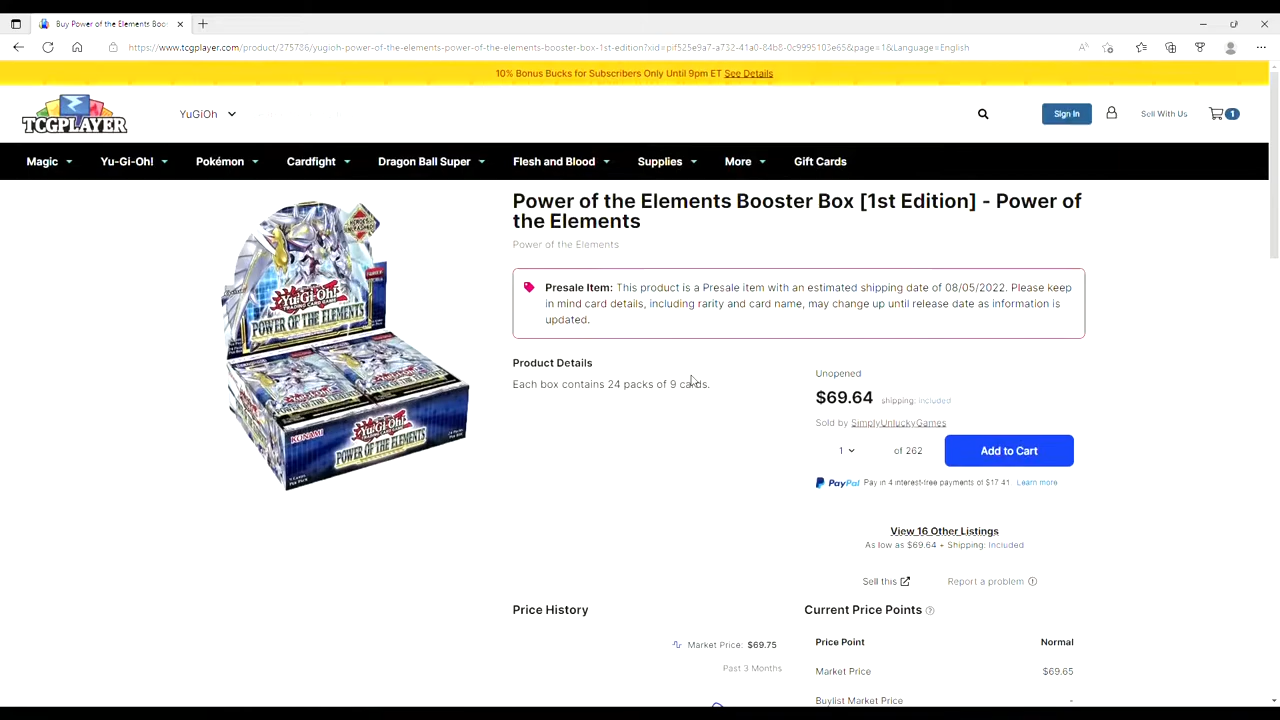 Buy Power of the Elements Boo
https://www.tcgplayer.com/product/275786/yugioh-power-of-the-elements-power-of-the-elements-booster-box-1st-edition?xid=pif525e9a7-a732-41a0-84b8-0c9995103e65&page=1&Language=English
10% Bonus Bucks for Subscribers Only Until 9pm ET See Details
TCGPLAYER
YuGiOh
Sign In
Sell With Us
1
Magic Yu-Gi-Oh! Pokémon Cardfight Dragon Ball Super Flesh and Blood Supplies More Gift Cards
Yu-Gi-Oh!
POWER OF THE ELEMENTS
KONAMI
Yu-Gi-Oh!
POWER OF THE ELEMENTS
Power of the Elements Booster Box [1st Edition] - Power of
the Elements
Power of the Elements
Presale Item: This product is a Presale item with an estimated shipping date of 08/05/2022. Please keep
in mind card details, including rarity and card name, may change up until release date as information is
updated.
Product Details
Each box contains 24 packs of 9 cards.
Unopened
$69.64 shipping: included
Sold by SimplyUnluckyGames
1 of 262
Add to Cart
PayPal Pay in 4 interest-free payments of $17.41 Learn more
View 16 Other Listings
As low as $69.64 + Shipping: Included
Sell this
Report a problem
Price History
Market Price: $69.75
Past 3 Months
Current Price Points
Price Point Normal
Market Price $69.65
Buylist Market Price -